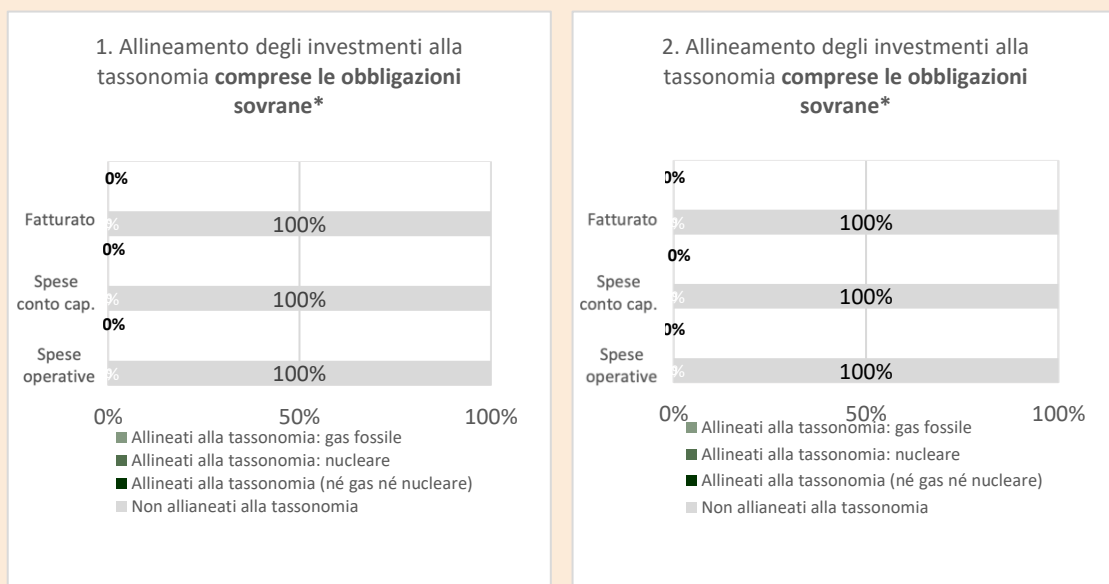 1. Allineamento degli investmenti alla
tassonomia comprese le obbligazioni
sovrane*
0%
Fatturato
%
100%
0%
Spese
conto cap.
%
100%
0%
Spese
operative
%
100%
0%
50%
100%
Allineati alla tassonomia: gas fossile
Allineati alla tassonomia: nucleare
Allineati alla tassonomia (né gas né nucleare)
Non allianeati alla tassonomia
2. Allineamento degli investmenti alla
tassonomia comprese le obbligazioni
sovrane*
0%
Fatturato
%
100%
0%
Spese
conto cap.
%
100%
0%
Spese
operative
%
100%
0%
50%
100%
Allineati alla tassonomia: gas fossile
Allineati alla tassonomia: nucleare
Allineati alla tassonomia (né gas né nucleare)
Non allianeati alla tassonomia